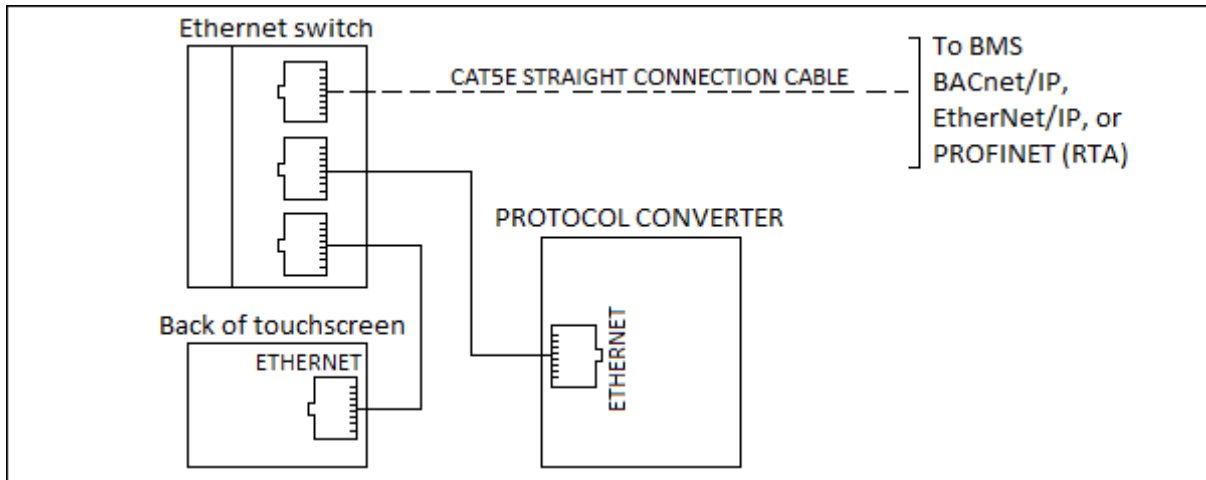 Ethernet switch
CAT5E STRAIGHT CONNECTION CABLE
To BMS
BACnet/IP,
EtherNet/IP, or
PROFINET (RTA)
PROTOCOL CONVERTER
ETHERNET
Back of touchscreen
ETHERNET